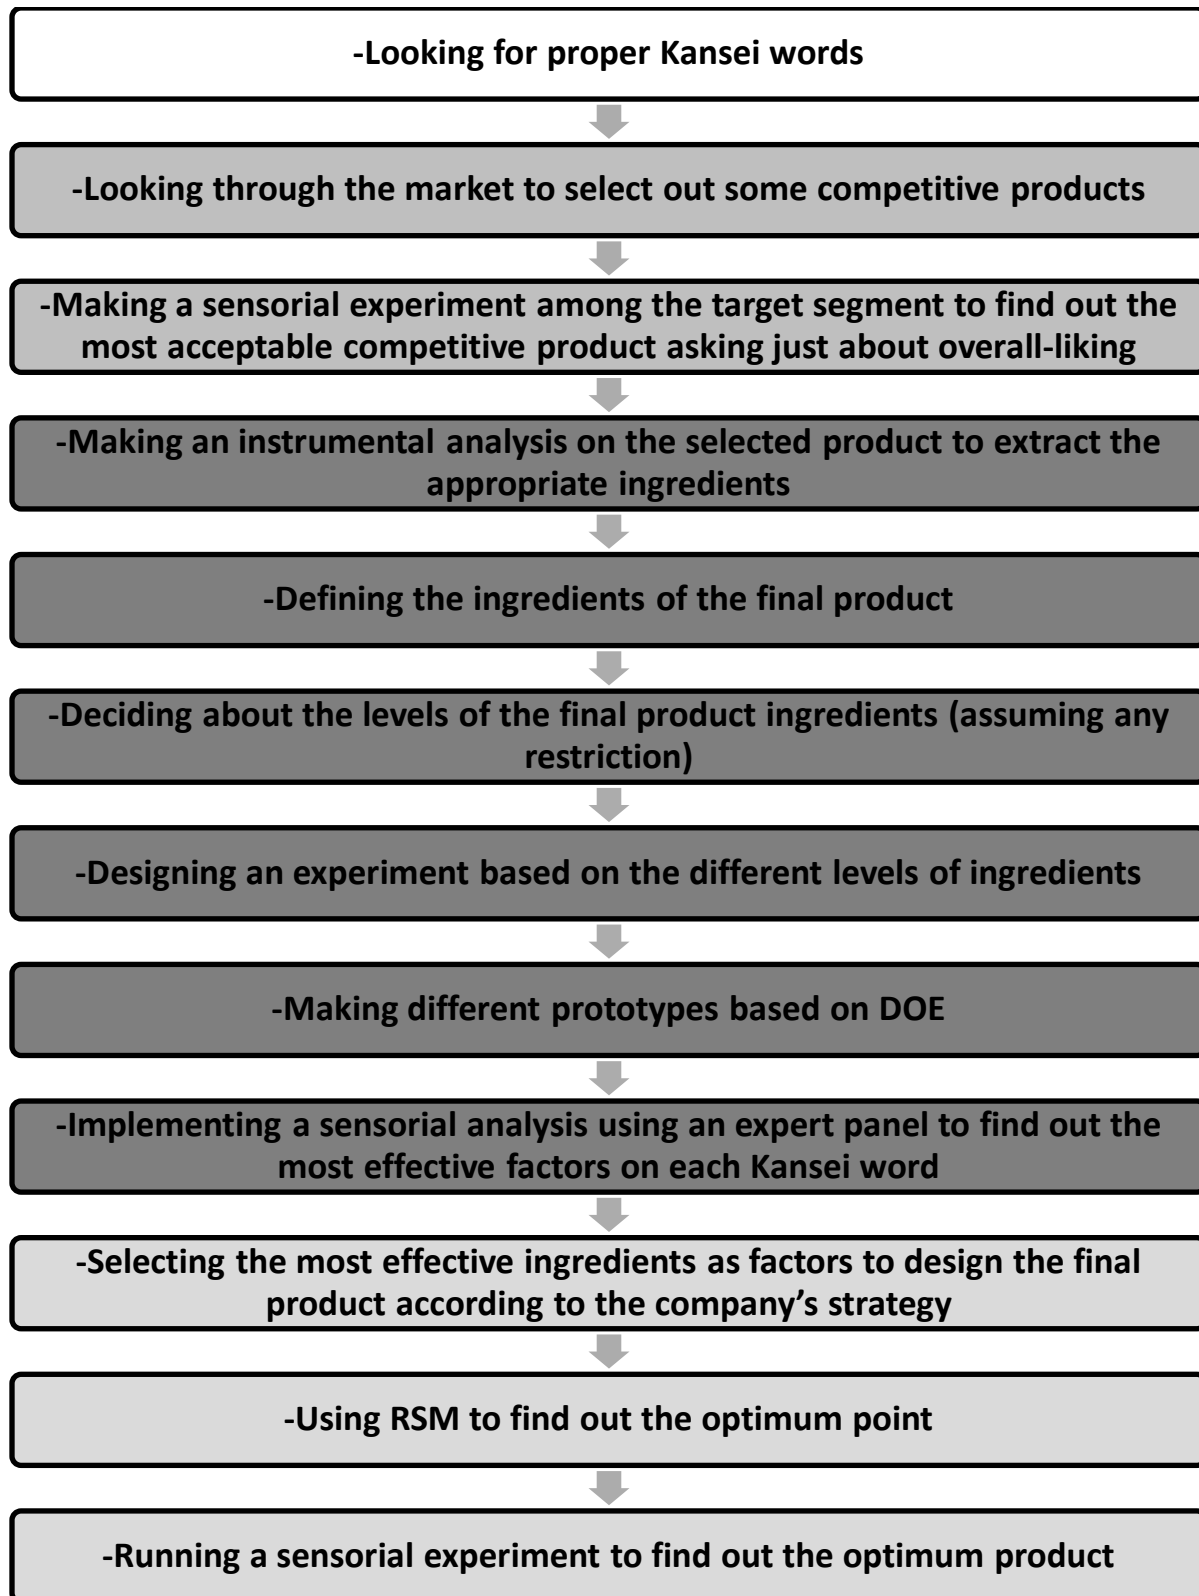 -Looking for proper Kansei words
-Looking through the market to select out some competitive products
-Making a sensorial experiment among the target segment to find out the
most acceptable competitive product asking just about overall-liking
-Making an instrumental analysis on the selected product to extract the
appropriate ingredients
-Defining the ingredients of the final product
-Deciding about the levels of the final product ingredients (assuming any
restriction)
-Designing an experiment based on the different levels of ingredients
-Making different prototypes based on DOE
-Implementing a sensorial analysis using an expert panel to find out the
most effective factors on each Kansei word
-Selecting the most effective ingredients as factors to design the final
product according to the company’s strategy
-Using RSM to find out the optimum point
-Running a sensorial experiment to find out the optimum product